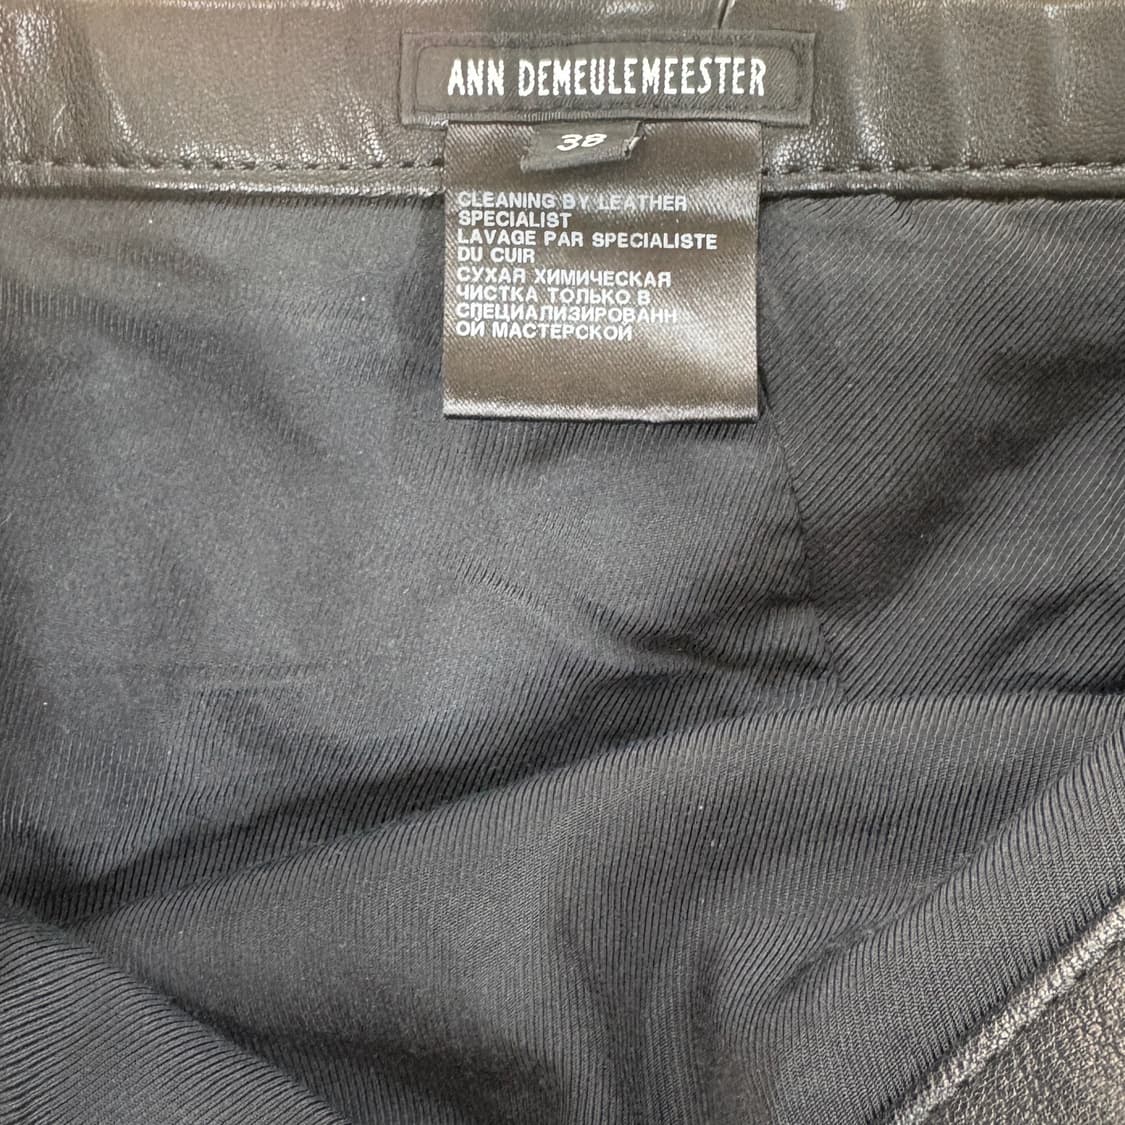 ANN DEMEULEMEESTER
38
CLEANING BY LEATHER
SPECIALIST
LAVAGE PAR SPECIALISTE
DU CUIR
СУХАЯ ХИМИЧЕСКАЯ
ЧИСТКА ТОЛЬКО В
СПЕЦИАЛИЗИРОВАНН
ОЙ МАСТЕРСКОЙ